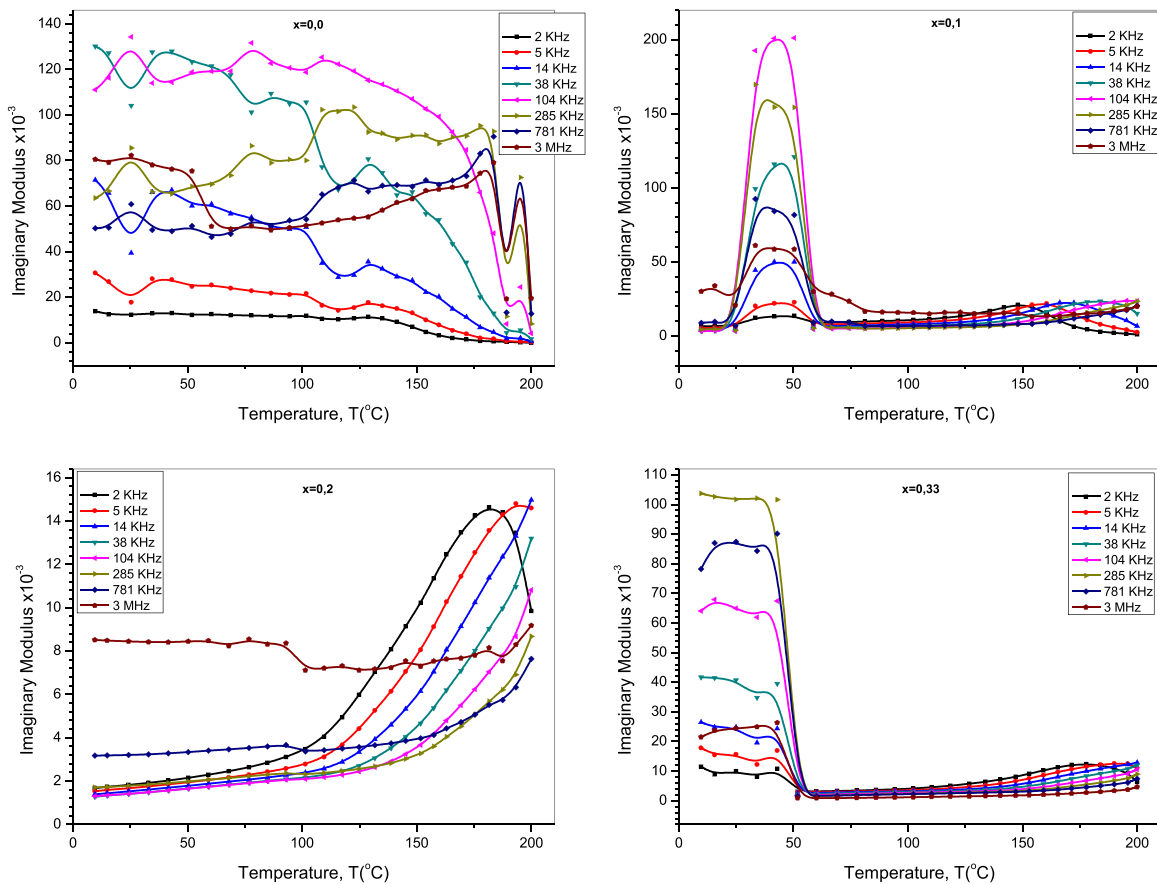 x=0,0
140
120
100
80
60
40
20
0
Imaginary Modulus x10-3
0
50
100
150
200
Temperature, T(oC)
2 KHz
5 KHz
14 KHz
38 KHz
104 KHz
285 KHz
781 KHz
3 MHz
x=0,1
200
150
100
50
0
Imaginary Modulus x10-3
0
50
100
150
200
Temperature, T(oC)
2 KHz
5 KHz
14 KHz
38 KHz
104 KHz
285 KHz
781 KHz
3 MHz
x=0,2
16
14
12
10
8
6
4
2
0
Imaginary Modulus x10-3
0
50
100
150
200
Temperature, T(oC)
2 KHz
5 KHz
14 KHz
38 KHz
104 KHz
285 KHz
781 KHz
3 MHz
x=0,33
110
100
90
80
70
60
50
40
30
20
10
0
Imaginary Modulus x10-3
0
50
100
150
200
Temperature, T(oC)
2 KHz
5 KHz
14 KHz
38 KHz
104 KHz
285 KHz
781 KHz
3 MHz